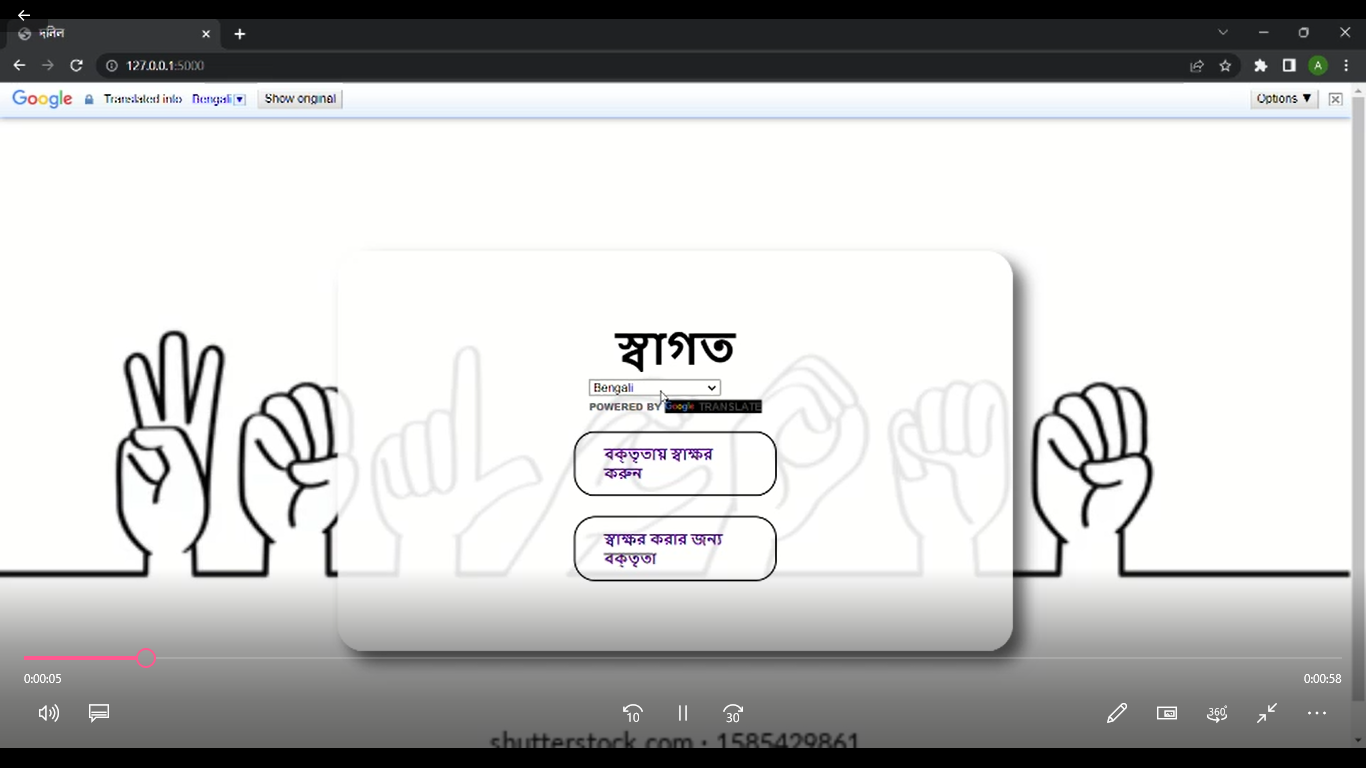 দলিল
127.0.0.1:5000
A
Google Translated into Bengali Show original Options ▼
স্বাগত
Bengali
POWERED BY Google TRANSLATE
বক্তৃতায় স্বাক্ষর
করুন
স্বাক্ষর করার জন্য
বক্তৃতা
0:00:05 0:00:58
10 30 360°
shutterstock.com · 1585429861